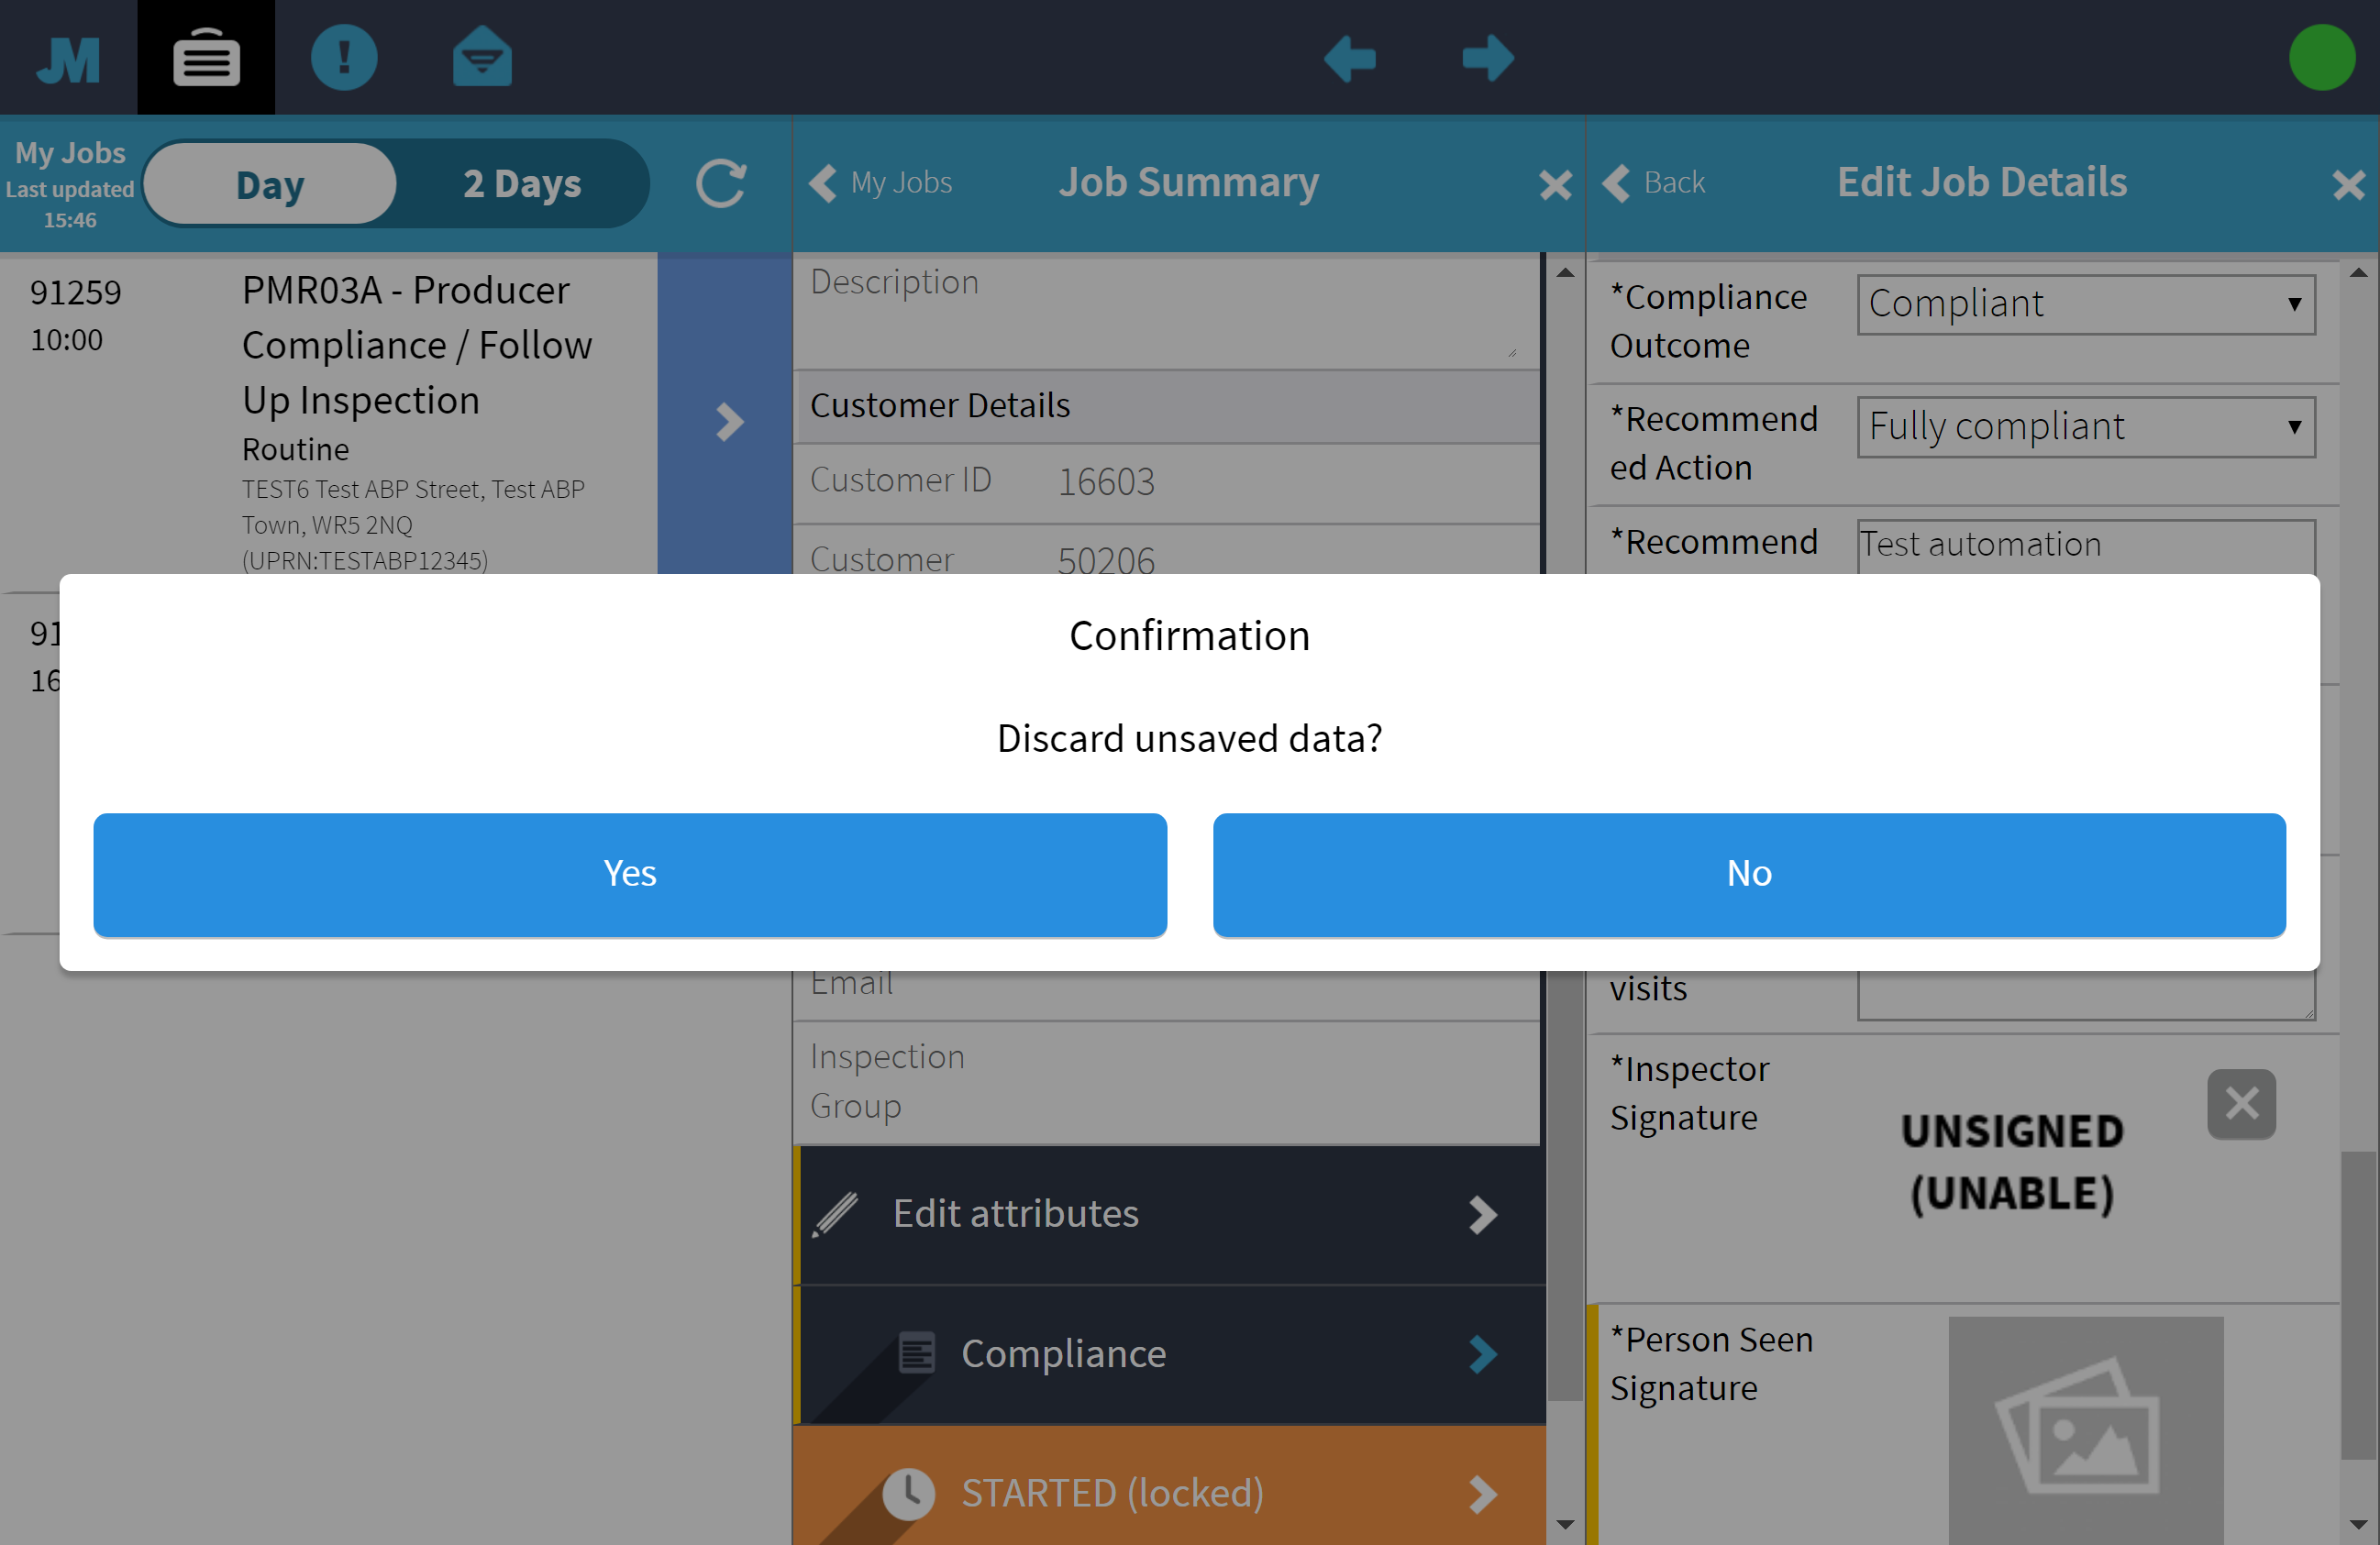 JM
My Jobs
Last updated
15:46
Day
2 Days
My Jobs
Job Summary
Back
Edit Job Details
91259
10:00
PMR03A - Producer
Compliance / Follow
Up Inspection
Routine
TEST6 Test ABP Street, Test ABP
Town, WR5 2NQ
(UPRN:TESTABP12345)
91
16
Description
Customer Details
Customer ID 16603
Customer 50206
Email
Inspection
Group
Edit attributes
Compliance
STARTED (locked)
*Compliance
Outcome
Compliant
*Recommend
ed Action
Fully compliant
*Recommend
Test automation
visits
*Inspector
Signature
UNSIGNED
(UNABLE)
*Person Seen
Signature
Confirmation
Discard unsaved data?
Yes
No